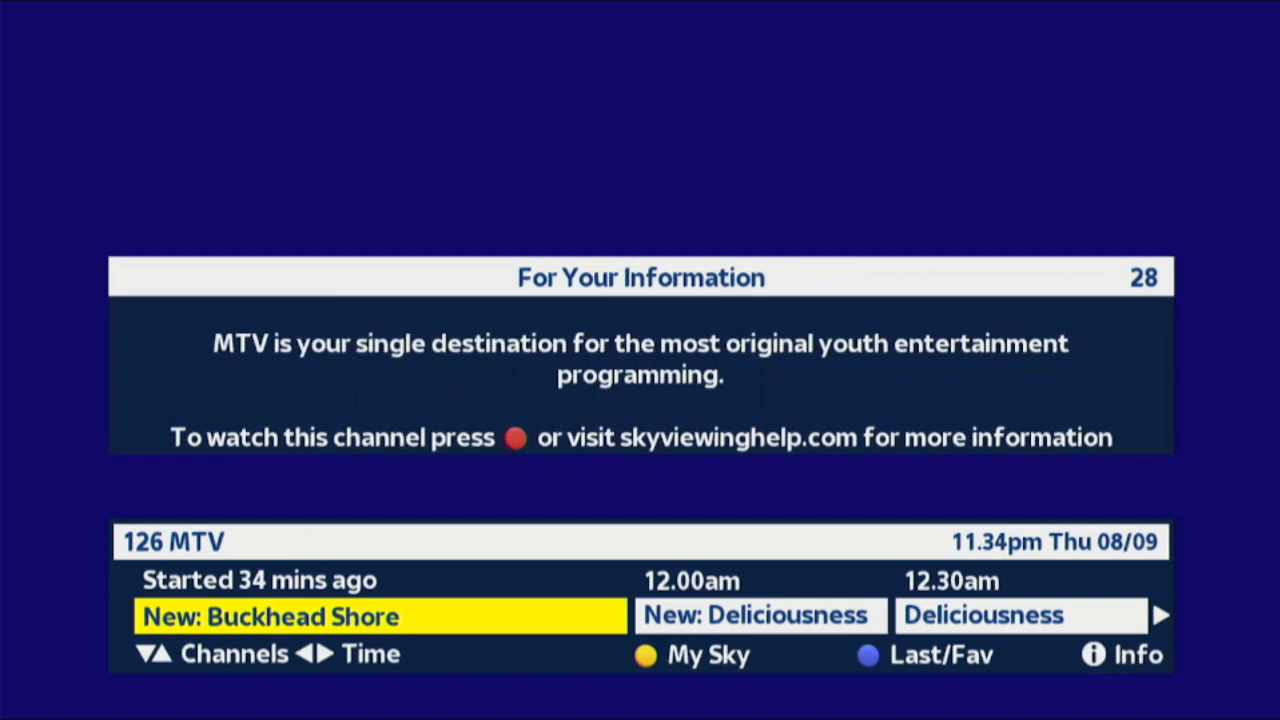 For Your Information 28
MTV is your single destination for the most original youth entertainment
programming.
To watch this channel press or visit skyviewinghelp.com for more information
126 MTV 11.34pm Thu 08/09
Started 34 mins ago 12.00am 12.30am
New: Buckhead Shore New: Deliciousness Deliciousness
Channels Time My Sky Last/Fav i Info